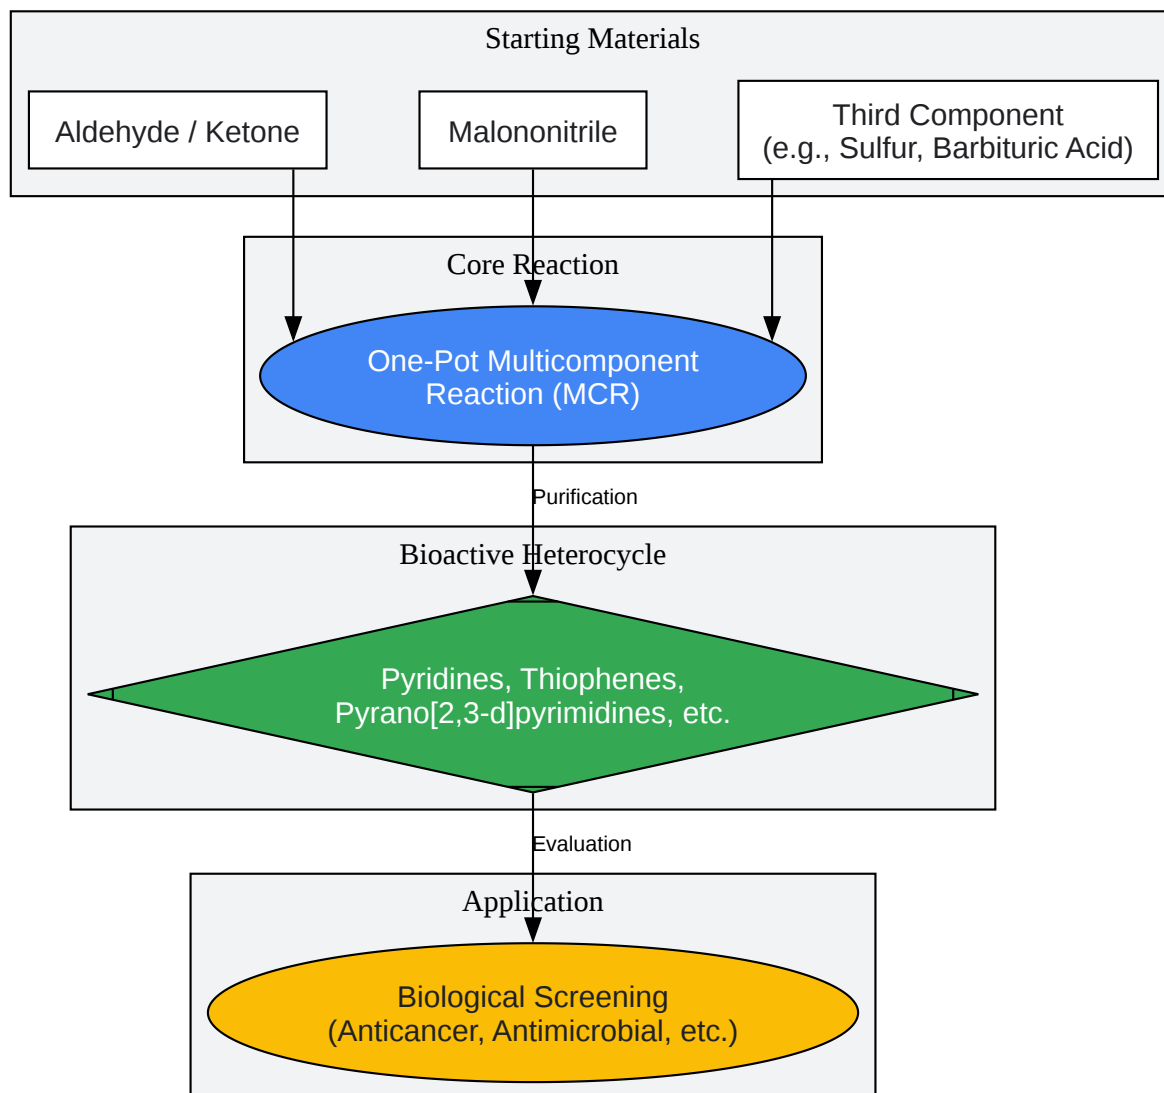 Starting Materials
Aldehyde / Ketone
Malononitrile
Third Component
(e.g., Sulfur, Barbituric Acid)
Core Reaction
One-Pot Multicomponent
Reaction (MCR)
Purification
Bioactive Heterocycle
Pyridines, Thiophenes,
Pyrano[2,3-d]pyrimidines, etc.
Evaluation
Application
Biological Screening
(Anticancer, Antimicrobial, etc.)